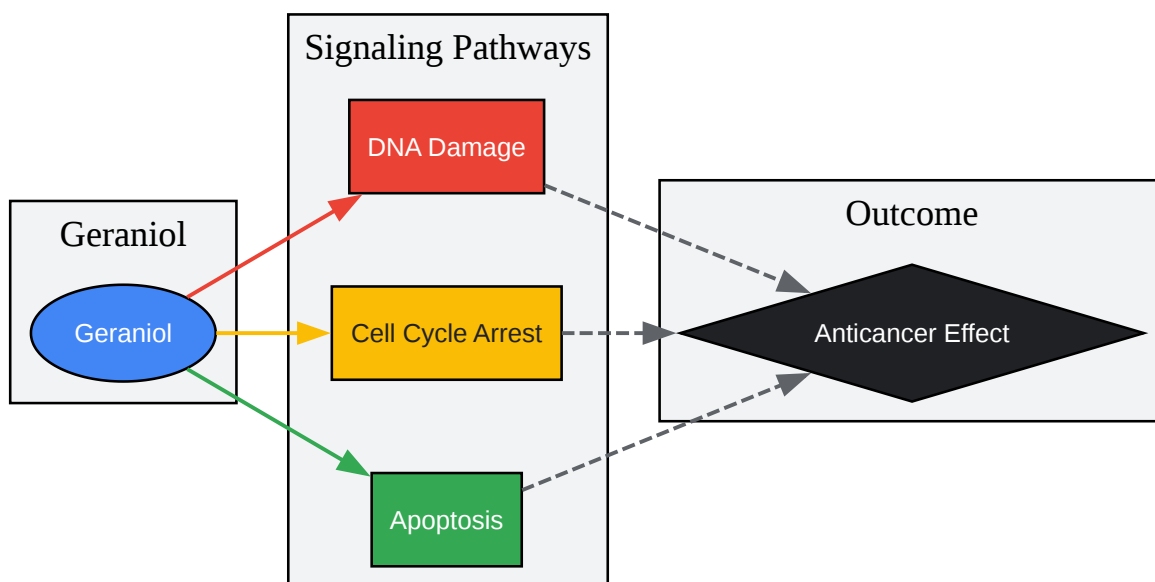 Signaling Pathways
DNA Damage
Geraniol
Outcome
Geraniol
Cell Cycle Arrest
Anticancer Effect
Apoptosis